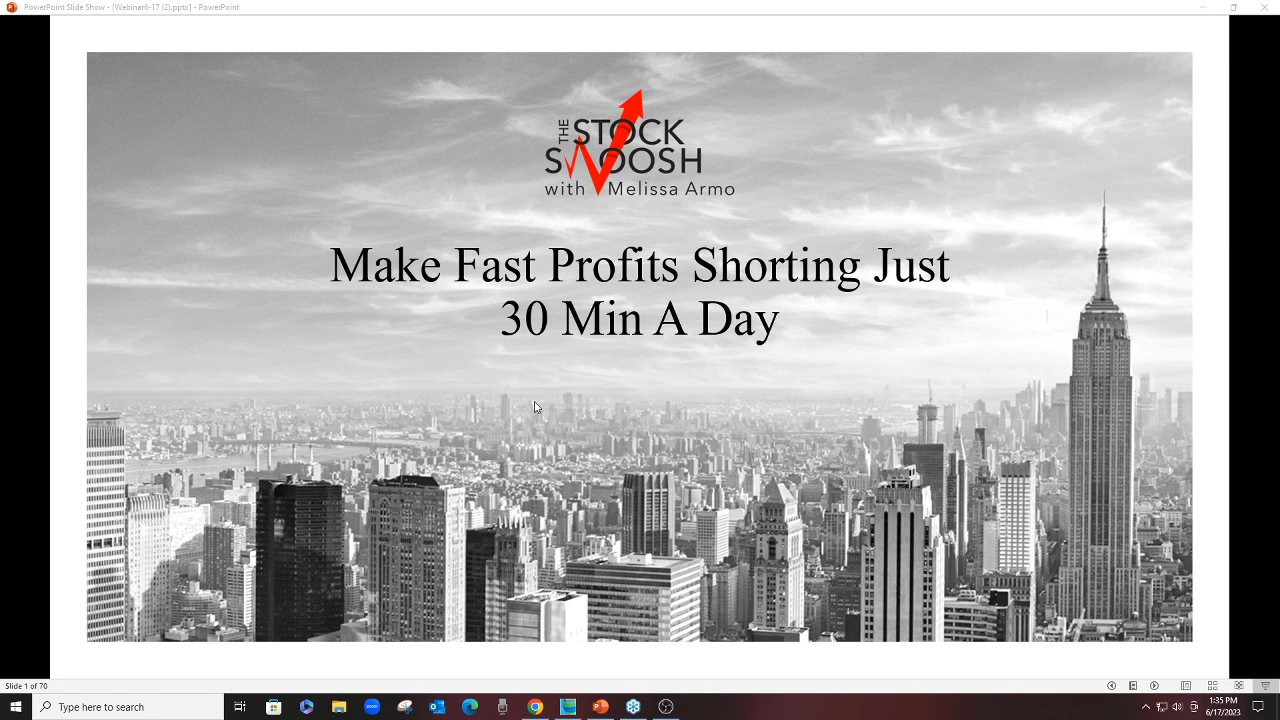 PowerPoint Slide Show - [Webinar6-17 (2).pptx] - PowerPoint
THE STOCK
SWOOSH
with Melissa Armo
Make Fast Profits Shorting Just
30 Min A Day
Slide 1 of 70
Type here to search
zoom
1:35 PM
6/17/2023